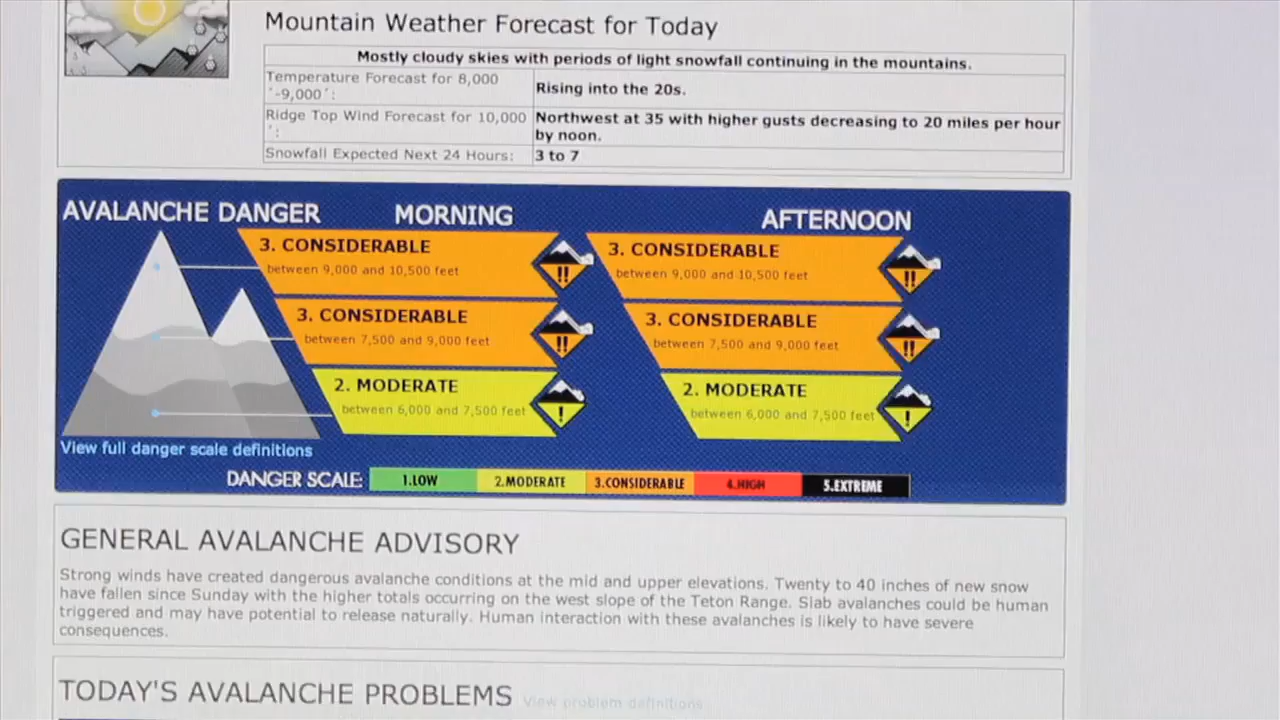 Mountain Weather Forecast for Today
Mostly cloudy skies with periods of light snowfall continuing in the mountains.
Temperature Forecast for 8,000
'-9,000':
Rising into the 20s.
Ridge Top Wind Forecast for 10,000
':
Northwest at 35 with higher gusts decreasing to 20 miles per hour
by noon.
Snowfall Expected Next 24 Hours:
3 to 7
AVALANCHE DANGER
MORNING
AFTERNOON
3. CONSIDERABLE
between 9,000 and 10,500 feet
!!
3. CONSIDERABLE
between 9,000 and 10,500 feet
!!
3. CONSIDERABLE
between 7,500 and 9,000 feet
!!
3. CONSIDERABLE
between 7,500 and 9,000 feet
!!
2. MODERATE
between 6,000 and 7,500 feet
!
2. MODERATE
between 6,000 and 7,500 feet
!
View full danger scale definitions
DANGER SCALE: 1.LOW 2.MODERATE 3.CONSIDERABLE 4.HIGH 5.EXTREME
GENERAL AVALANCHE ADVISORY
Strong winds have created dangerous avalanche conditions at the mid and upper elevations. Twenty to 40 inches of new snow
have fallen since Sunday with the higher totals occurring on the west slope of the Teton Range. Slab avalanches could be human
triggered and may have potential to release naturally. Human interaction with these avalanches is likely to have severe
consequences.
TODAY'S AVALANCHE PROBLEMS View problem definitions